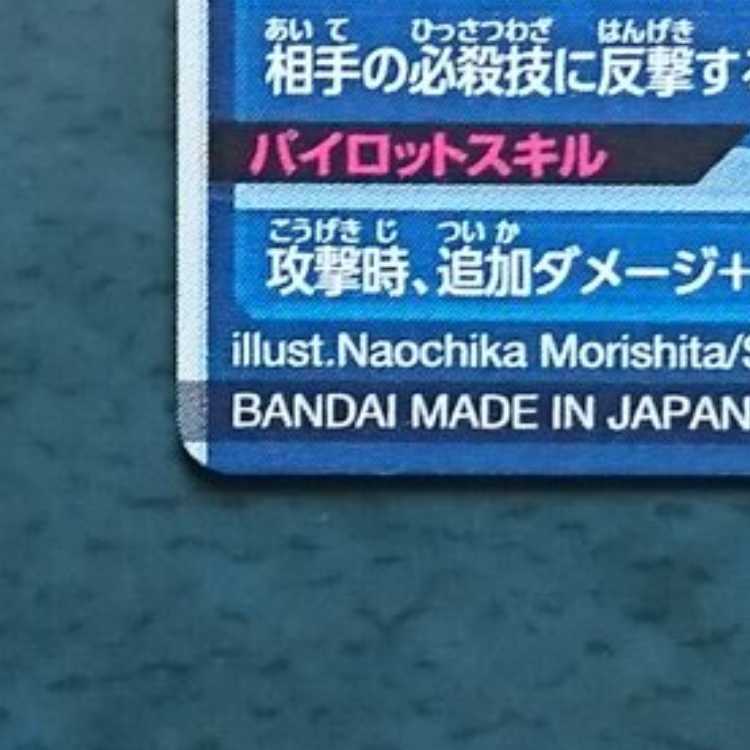 あいて ひっさつわざ はんげき
相手の必殺技に反撃す
パイロットスキル
こうげきじ ついか
攻撃時、追加ダメージ+
illust.Naochika Morishita/
BANDAI MADE IN JAPAN